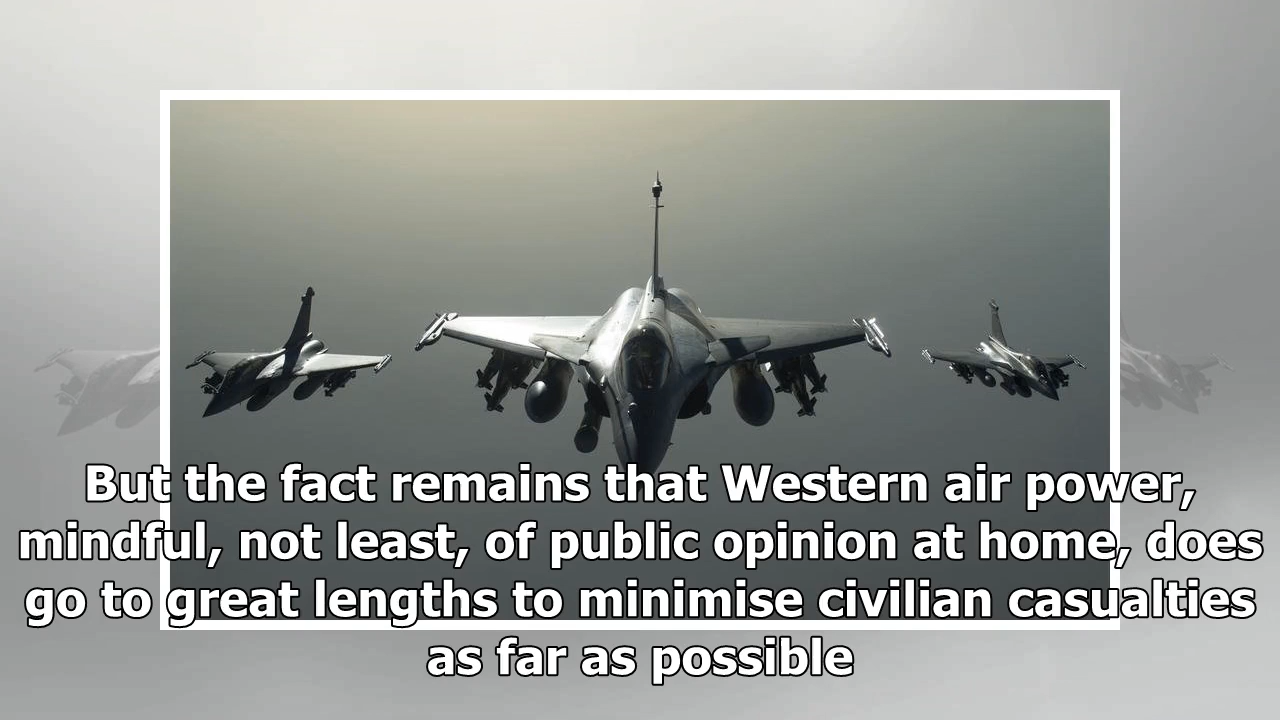 But the fact remains that Western air power,
mindful, not least, of public opinion at home, does
go to great lengths to minimise civilian casualties
as far as possible